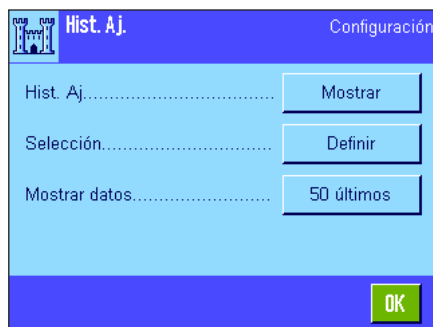 Hist. Aj. Configuración
Hist. Aj............................... Mostrar
Selección............................... Definir
Mostrar datos......................... 50 últimos
OK